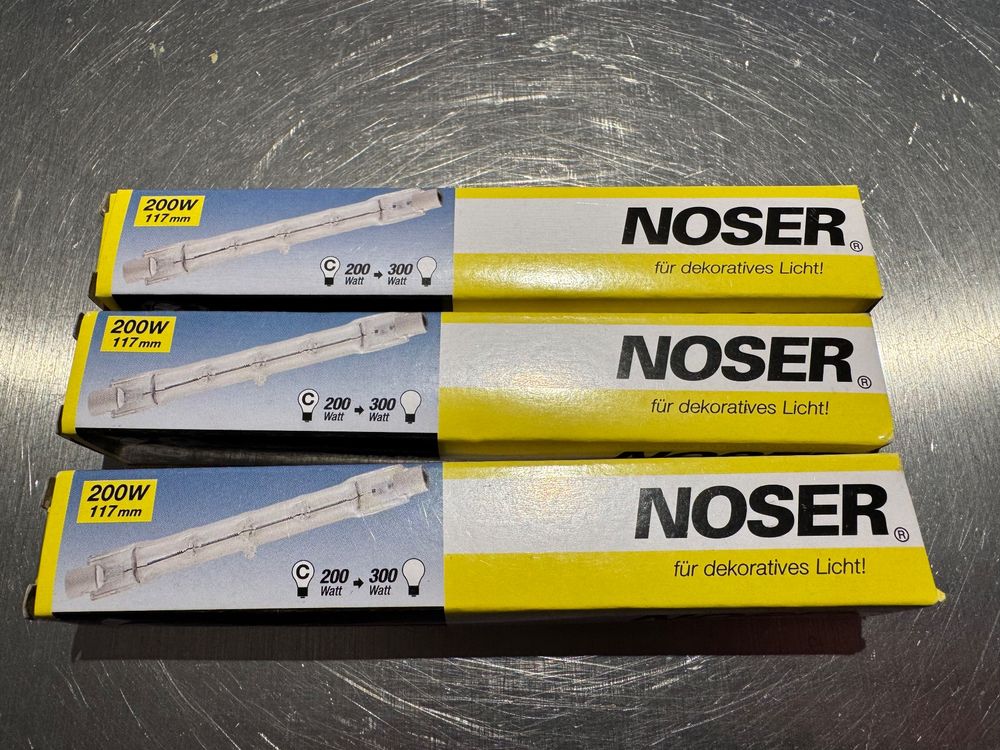 200W
117mm
C 200 Watt → 300 Watt
NOSER®
für dekoratives Licht!
200W
117mm
C 200 Watt → 300 Watt
NOSER®
für dekoratives Licht!
200W
117mm
C 200 Watt → 300 Watt
NOSER®
für dekoratives Licht!